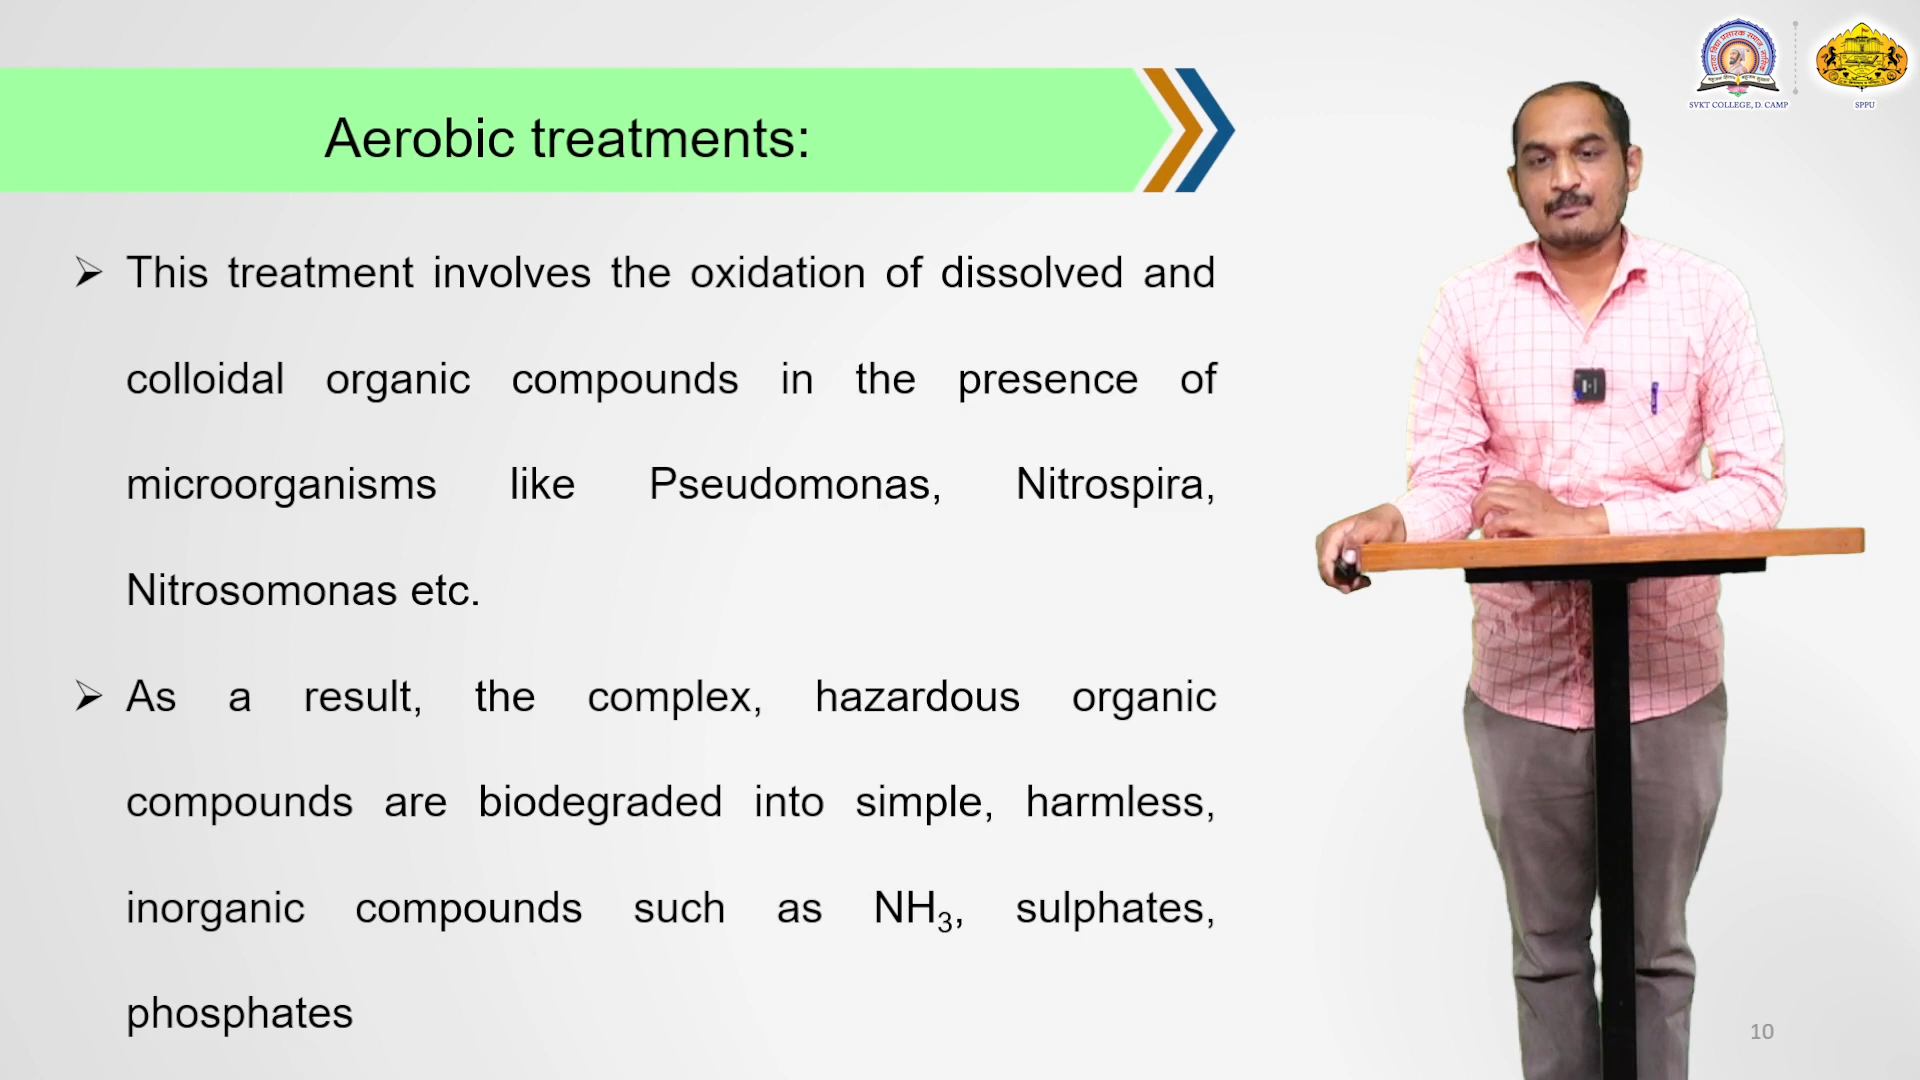 SVKT COLLEGE, D. CAMP
SPPU
Aerobic treatments:
➢ This treatment involves the oxidation of dissolved and
colloidal organic compounds in the presence of
microorganisms like Pseudomonas, Nitrospira,
Nitrosomonas etc.
➢ As a result, the complex, hazardous organic
compounds are biodegraded into simple, harmless,
inorganic compounds such as NH₃, sulphates,
phosphates
10